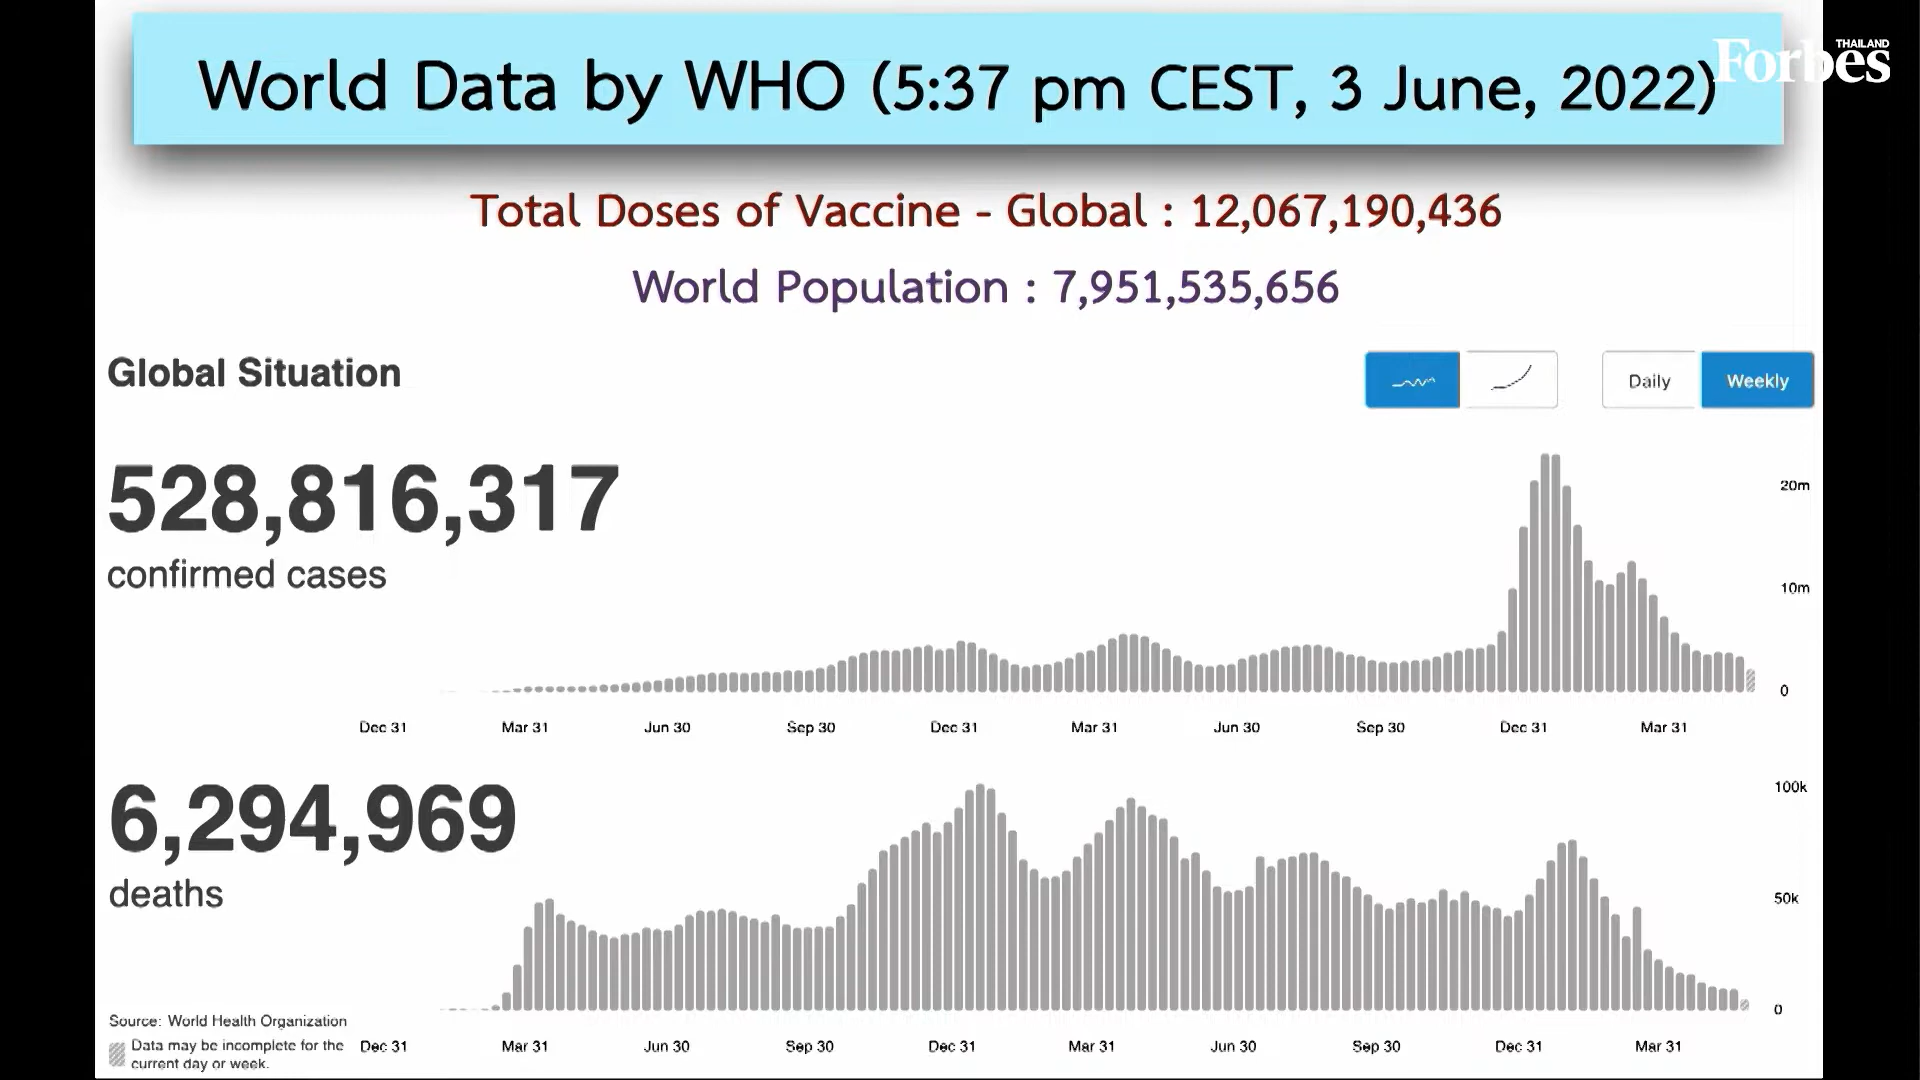 World Data by WHO (5:37 pm CEST, 3 June, 2022)
Forbes
THAILAND
Total Doses of Vaccine - Global : 12,067,190,436
World Population : 7,951,535,656
Global Situation
Daily
Weekly
528,816,317
confirmed cases
20m
10m
0
Dec 31 Mar 31 Jun 30 Sep 30 Dec 31 Mar 31 Jun 30 Sep 30 Dec 31 Mar 31
6,294,969
deaths
100k
50k
0
Source: World Health Organization
Data may be incomplete for the
current day or week.
Dec 31 Mar 31 Jun 30 Sep 30 Dec 31 Mar 31 Jun 30 Sep 30 Dec 31 Mar 31